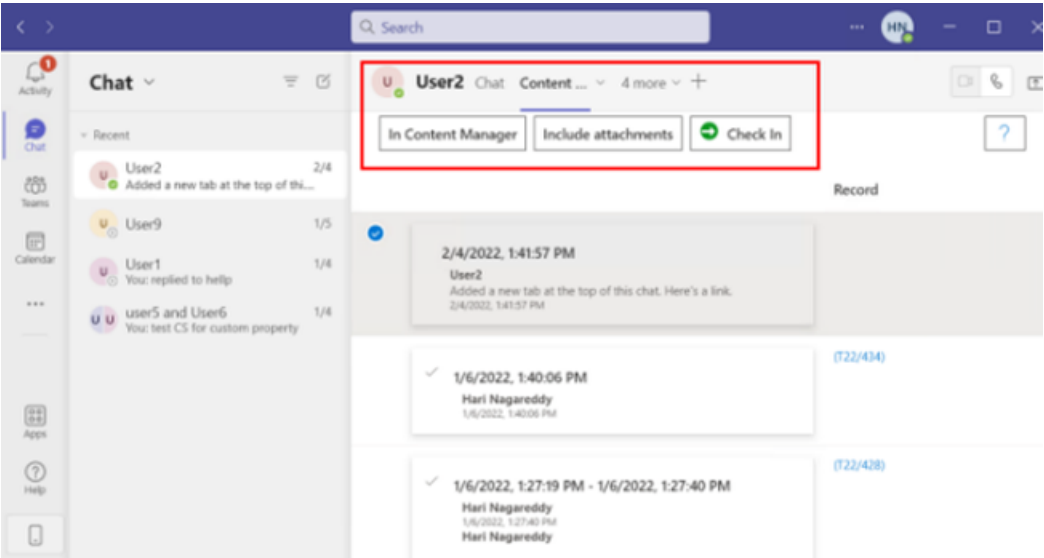 Search
HN
1
Activity
Chat
Teams
Calendar
Apps
Help
Chat
Recent
U
User2 2/4
Added a new tab at the top of thi...
U
User9 1/5
U
User1 1/4
You: replied to hellp
U U
user5 and User6 1/4
You: test CS for custom property
U User2 Chat Content ... 4 more +
In Content Manager Include attachments Check In ?
Record
2/4/2022, 1:41:57 PM
User2
Added a new tab at the top of this chat. Here's a link.
2/4/2022, 1:41:57 PM
(T22/434)
1/6/2022, 1:40:06 PM
Hari Nagareddy
1/6/2022, 1:40:06 PM
(T22/428)
1/6/2022, 1:27:19 PM - 1/6/2022, 1:27:40 PM
Hari Nagareddy
1/6/2022, 1:27:40 PM
Hari Nagareddy